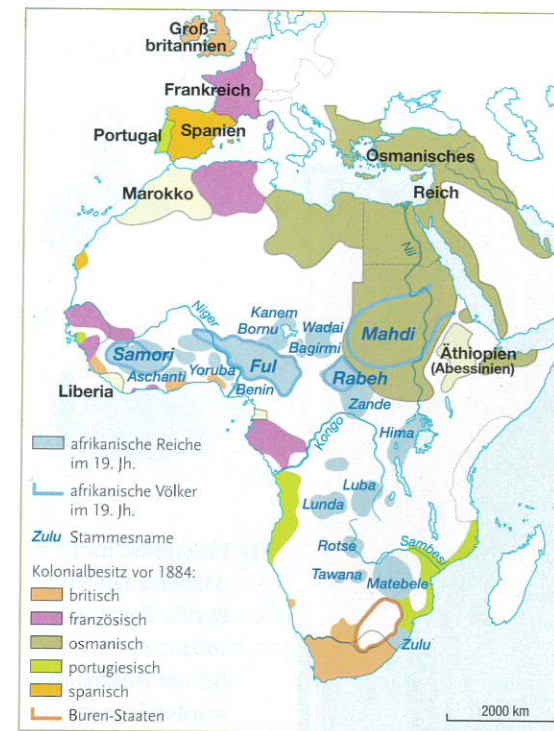 Groß-
britannien
Frankreich
Portugal
Spanien
Osmanisches
Reich
Marokko
Nil
Niger
Kanem
Bornu
Wadai
Bagirmi
Mahdi
Samori
Ful
Rabeh
Äthiopien
(Abessinien)
Aschanti
Yoruba
Benin
Liberia
Zande
Kongo
Hima
Luba
Lunda
Rotse
Sambesi
Tawana
Matebele
Zulu
afrikanische Reiche
im 19. Jh.
afrikanische Völker
im 19. Jh.
Zulu Stammesname
Kolonialbesitz vor 1884:
britisch
französisch
osmanisch
portugiesisch
spanisch
Buren-Staaten
2000 km